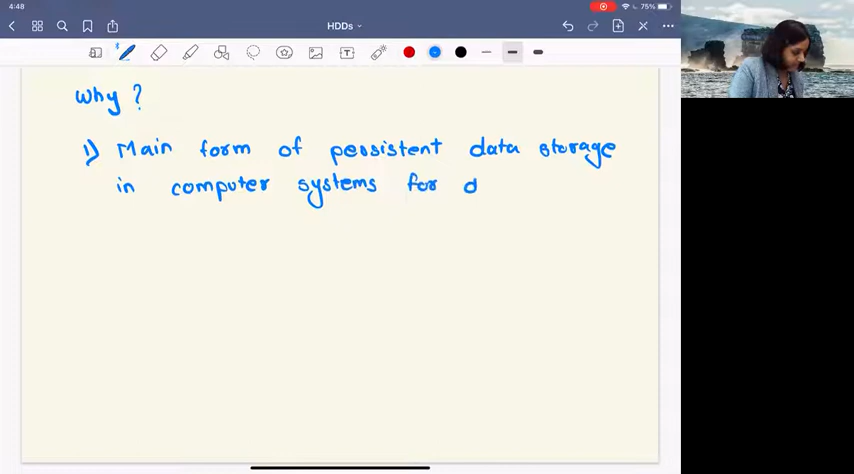 4:48
75%
HDDs
Why?
1) Main form of persistent data storage
in computer systems for d